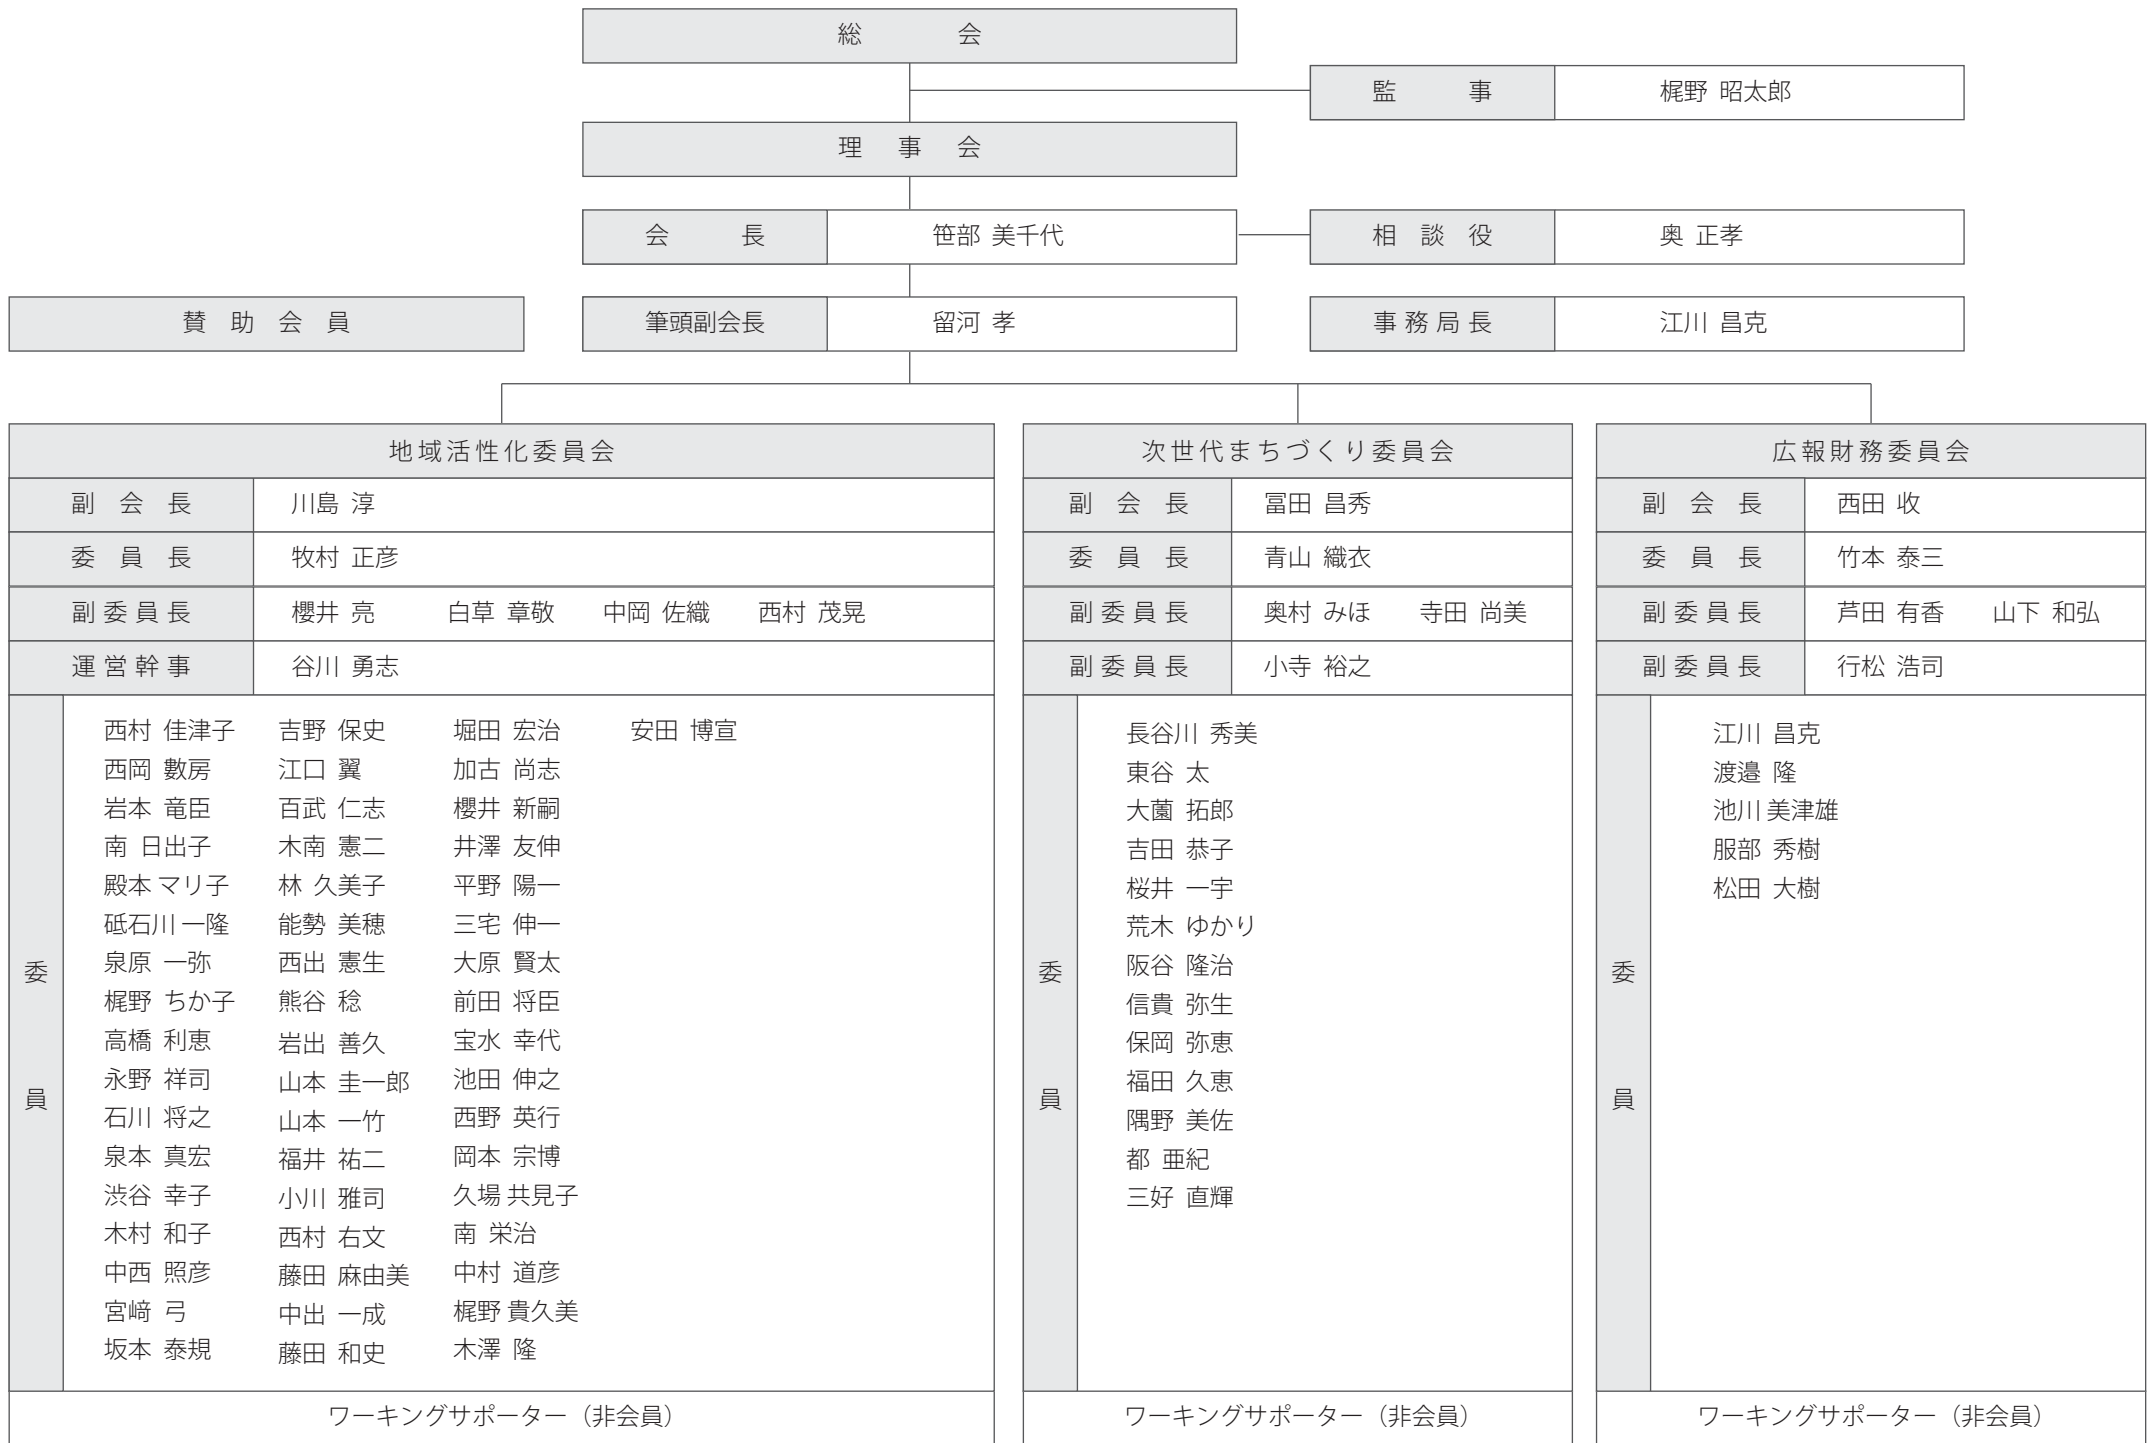 総会
監事 梶野 昭太郎
理事会
会長 笹部 美千代
相談役 奥 正孝
賛助会員
筆頭副会長 留河 孝
事務局長 江川 昌克
地域活性化委員会
副会長 川島 淳
委員長 牧村 正彦
副委員長 櫻井 亮 白草 章敬 中岡 佐織 西村 茂晃
運営幹事 谷川 勇志
委員
西村 佳津子 吉野 保史 堀田 宏治 安田 博宣
西岡 數房 江口 翼 加古 尚志
岩本 竜臣 百武 仁志 櫻井 新嗣
南 日出子 木南 憲二 井澤 友伸
殿本 マリ子 林 久美子 平野 陽一
砥石川 一隆 能勢 美穂 三宅 伸一
泉原 一弥 西出 憲生 大原 賢太
梶野 ちか子 熊谷 稔 前田 将臣
高橋 利恵 岩出 善久 宝水 幸代
永野 祥司 山本 圭一郎 池田 伸之
石川 将之 山本 一竹 西野 英行
泉本 真宏 福井 祐二 岡本 宗博
渋谷 幸子 小川 雅司 久場 共見子
木村 和子 西村 右文 南 栄治
中西 照彦 藤田 麻由美 中村 道彦
宮﨑 弓 中出 一成 梶野 貴久美
坂本 泰規 藤田 和史 木澤 隆
ワーキングサポーター（非会員）
次世代まちづくり委員会
副会長 冨田 昌秀
委員長 青山 織衣
副委員長 奥村 みほ 寺田 尚美
副委員長 小寺 裕之
委員
長谷川 秀美
東谷 太
大薗 拓郎
吉田 恭子
桜井 一宇
荒木 ゆかり
阪谷 隆治
信貴 弥生
保岡 弥恵
福田 久恵
隅野 美佐
都 亜紀
三好 直輝
ワーキングサポーター（非会員）
広報財務委員会
副会長 西田 收
委員長 竹本 泰三
副委員長 芦田 有香 山下 和弘
副委員長 行松 浩司
委員
江川 昌克
渡邉 隆
池川 美津雄
服部 秀樹
松田 大樹
ワーキングサポーター（非会員）